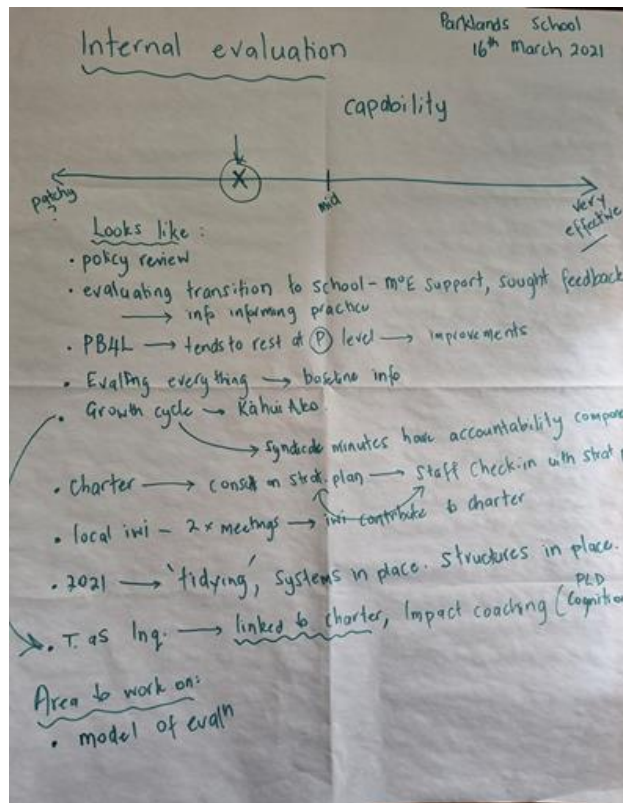 Parklands School
16th March 2021
Internal evaluation
capability
X
patchy
mid
very
effective
Looks like:
• policy review
• evaluating transition to school - MOE support, sought feedback
→ info informing practice
• PB4L → tends to rest at P level → improvements
• Evalting everything → baseline info
• Growth cycle → Kāhui Ako.
→ Syndicate minutes have accountability compone
• Charter → consult on strat. plan → Staff check-in with strat
• local iwi - 2x meetings → iwi contribute to charter
• 2021 → 'tidying', systems in place. Structures in place.
PLD
• T. as Inq. → linked to charter, Impact coaching (Cognition
Area to work on:
• model of evaln